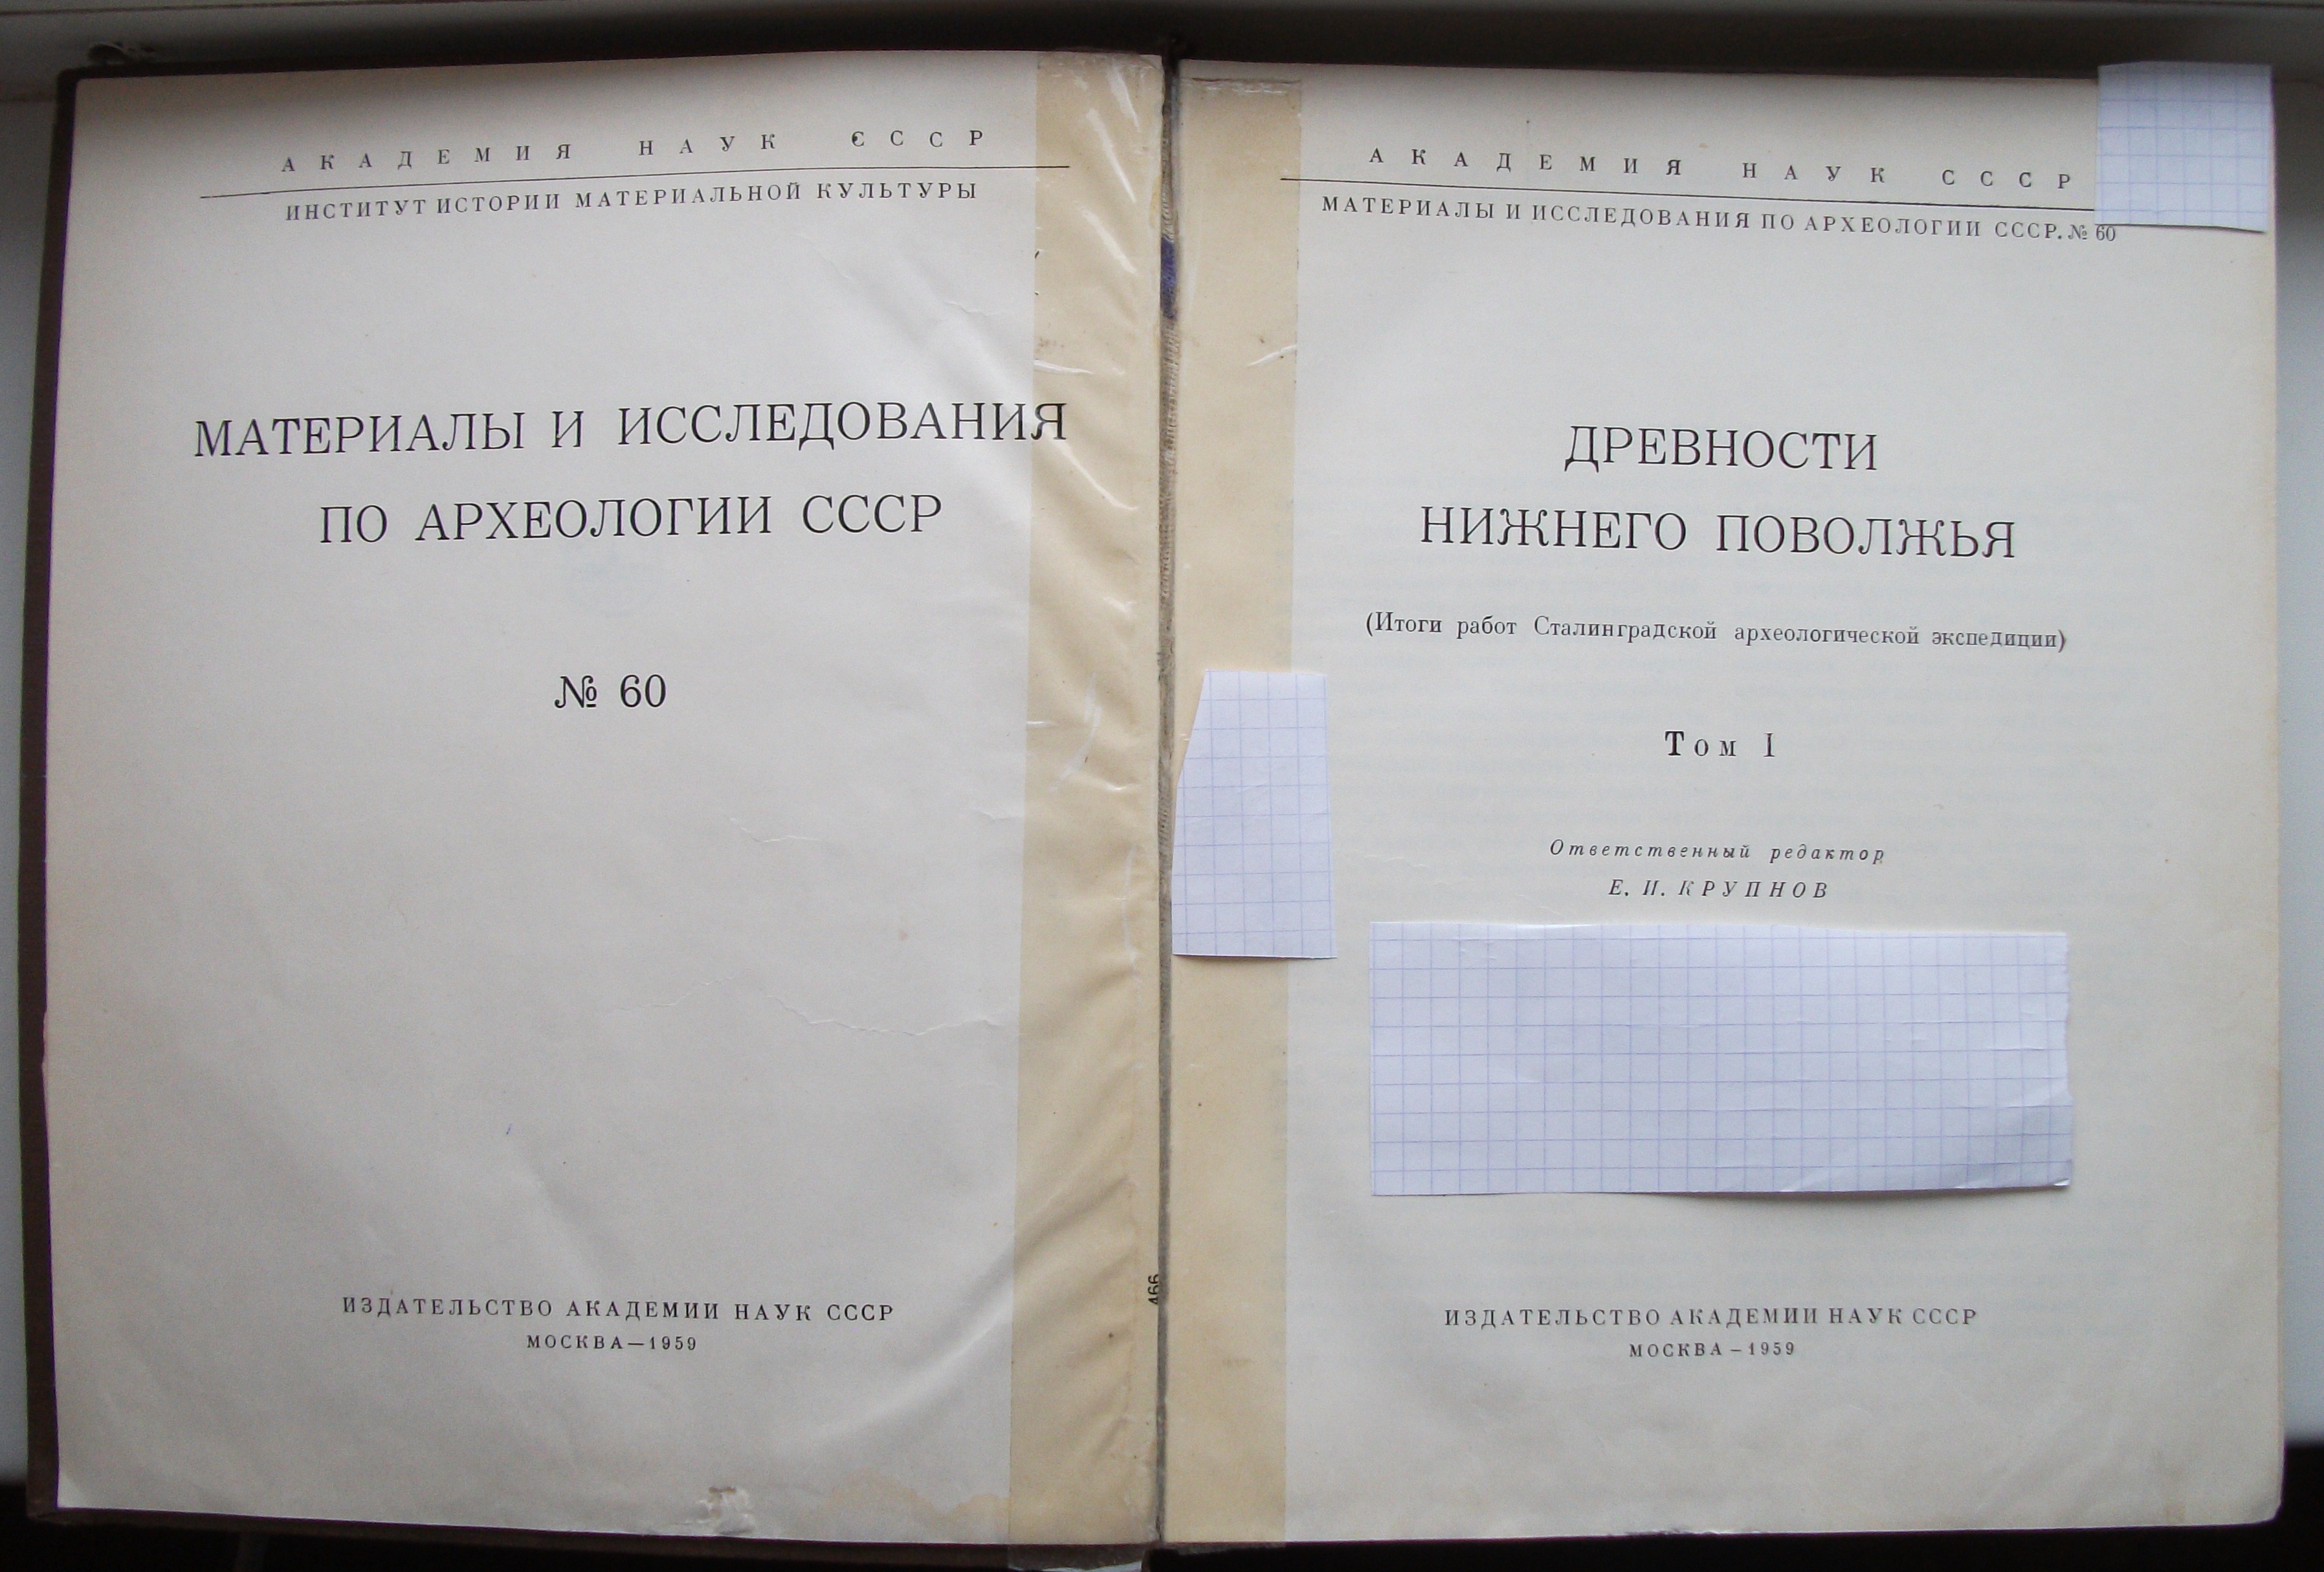 АКАДЕМИЯ НАУК СССР
ИНСТИТУТ ИСТОРИИ МАТЕРИАЛЬНОЙ КУЛЬТУРЫ
МАТЕРИАЛЫ И ИССЛЕДОВАНИЯ
ПО АРХЕОЛОГИИ СССР
№ 60
ИЗДАТЕЛЬСТВО АКАДЕМИИ НАУК СССР
МОСКВА—1959
466
АКАДЕМИЯ НАУК СССР
МАТЕРИАЛЫ И ИССЛЕДОВАНИЯ ПО АРХЕОЛОГИИ СССР. № 60
ДРЕВНОСТИ
НИЖНЕГО ПОВОЛЖЬЯ
(Итоги работ Сталинградской археологической экспедиции)
Том I
Ответственный редактор
Е. И. КРУПНОВ
ИЗДАТЕЛЬСТВО АКАДЕМИИ НАУК СССР
МОСКВА – 1959